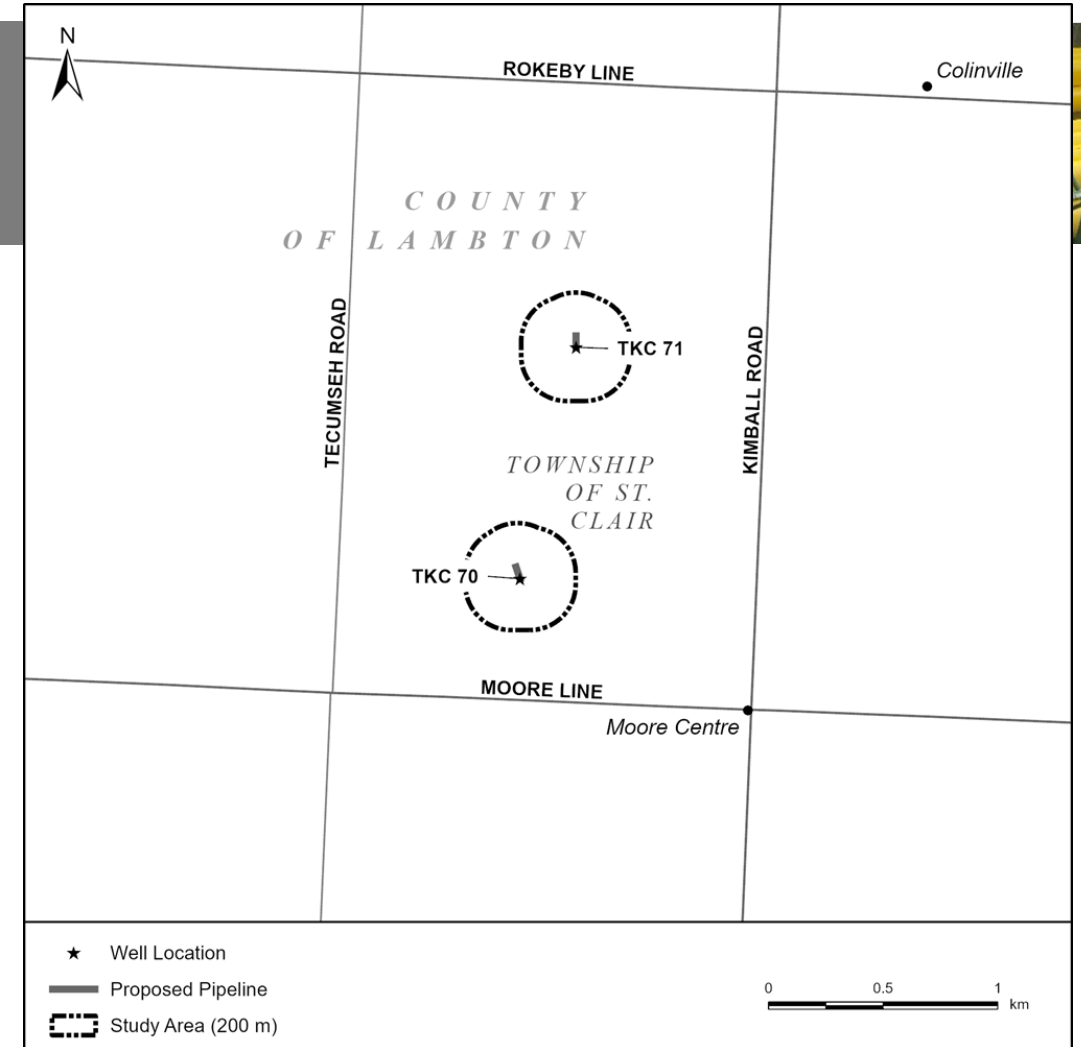 N
ROKEBY LINE
Colinville
COUNTY
OF LAMBTON
TECUMSEH ROAD
KIMBALL ROAD
TKC 71
TOWNSHIP
OF ST.
CLAIR
TKC 70
MOORE LINE
Moore Centre
Well Location
Proposed Pipeline
Study Area (200 m)
0 0.5 1
km